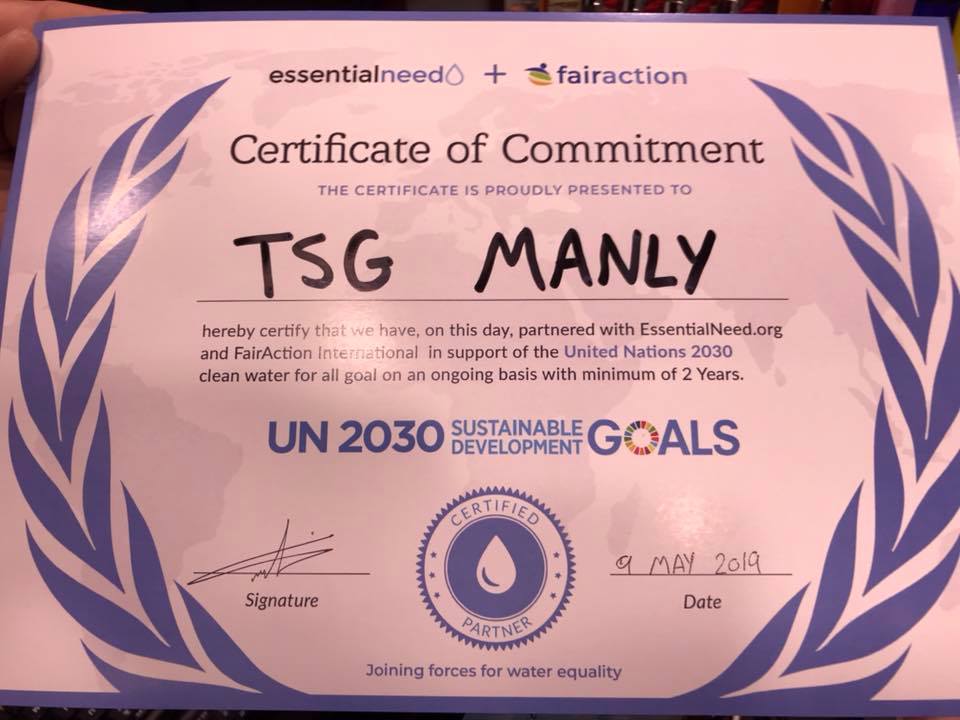 essentialneed + fairaction
Certificate of Commitment
THE CERTIFICATE IS PROUDLY PRESENTED TO
TSG MANLY
hereby certify that we have, on this day, partnered with EssentialNeed.org
and FairAction International in support of the United Nations 2030
clean water for all goal on an ongoing basis with minimum of 2 Years.
UN 2030 SUSTAINABLE DEVELOPMENT GOALS
CERTIFIED
PARTNER
9 MAY 2019
Signature
Date
Joining forces for water equality